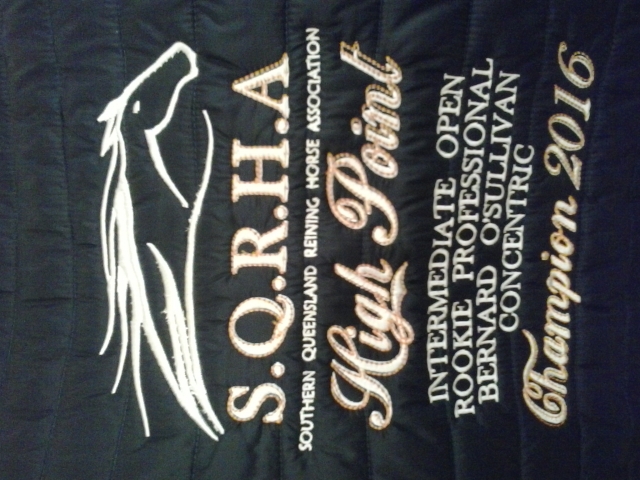 S.Q.R.H.A
SOUTHERN QUEENSLAND REINING HORSE ASSOCIATION
High Point
INTERMEDIATE OPEN
ROOKIE PROFESSIONAL
BERNARD O'SULLIVAN
CONCENTRIC
Champion 2016